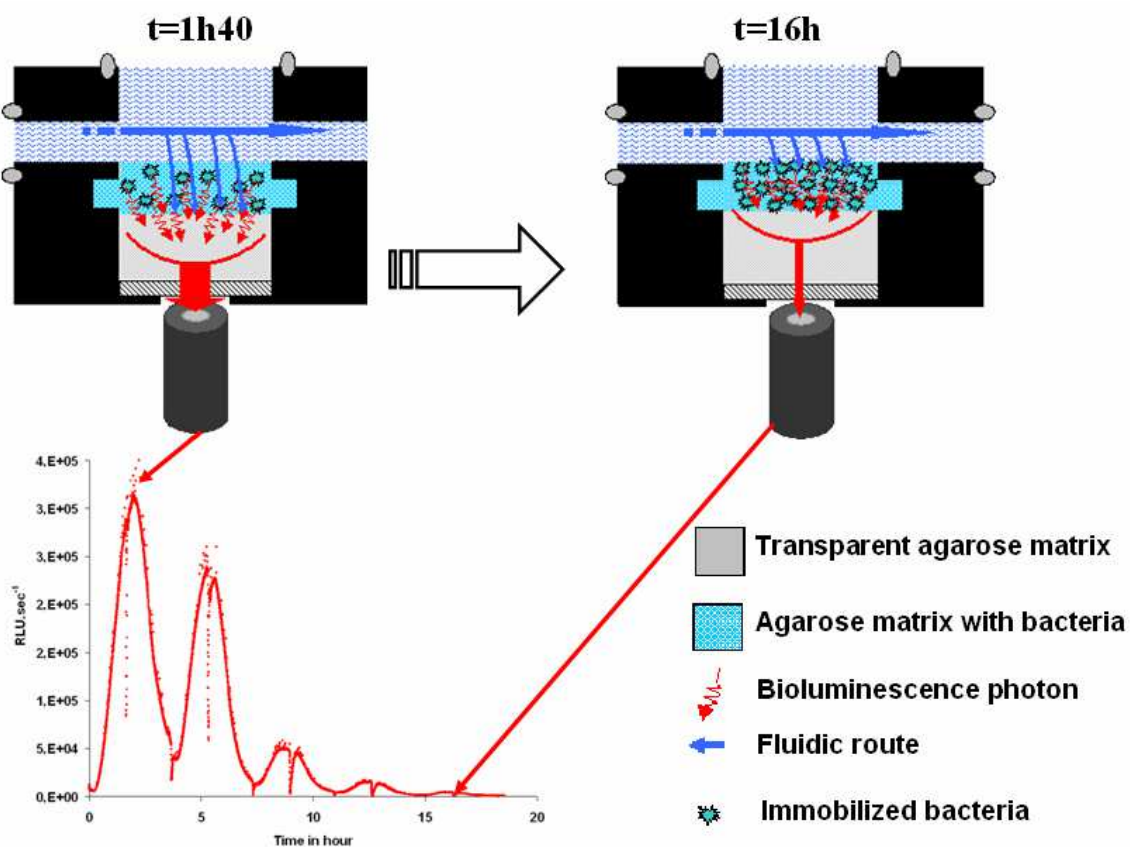 t=1h40
t=16h
4,E+05
3,E+05
3,E+05
2,E+05
2,E+05
1,E+05
5,E+04
0,E+00
RLU.sec⁻¹
0
5
10
15
20
Time in hour
Transparent agarose matrix
Agarose matrix with bacteria
Bioluminescence photon
Fluidic route
Immobilized bacteria